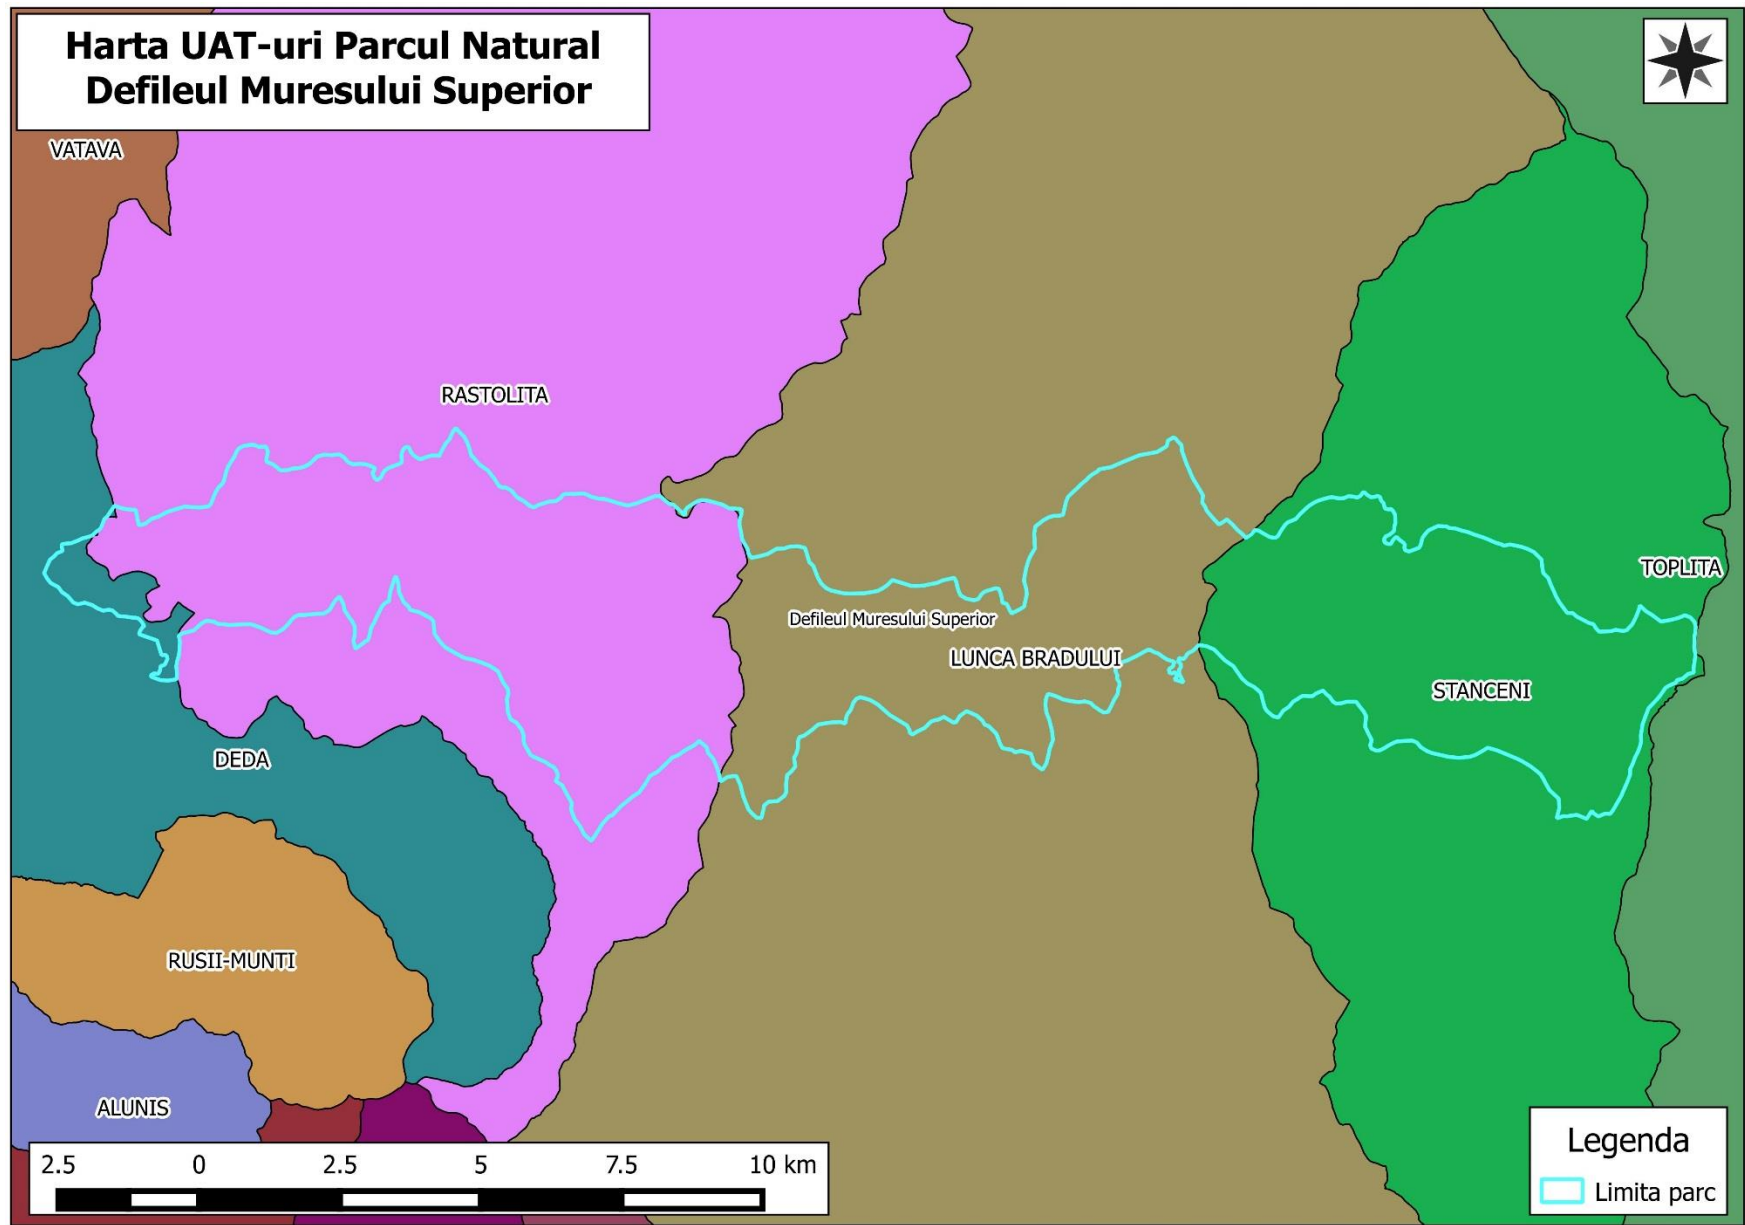 Harta UAT-uri Parcul Natural
Defileul Muresului Superior
VATAVA
RASTOLITA
TOPLITA
Defileul Muresului Superior
LUNCA BRADULUI
STANCENI
DEDA
RUSII-MUNTI
ALUNIS
2.5 0 2.5 5 7.5 10 km
Legenda
Limita parc